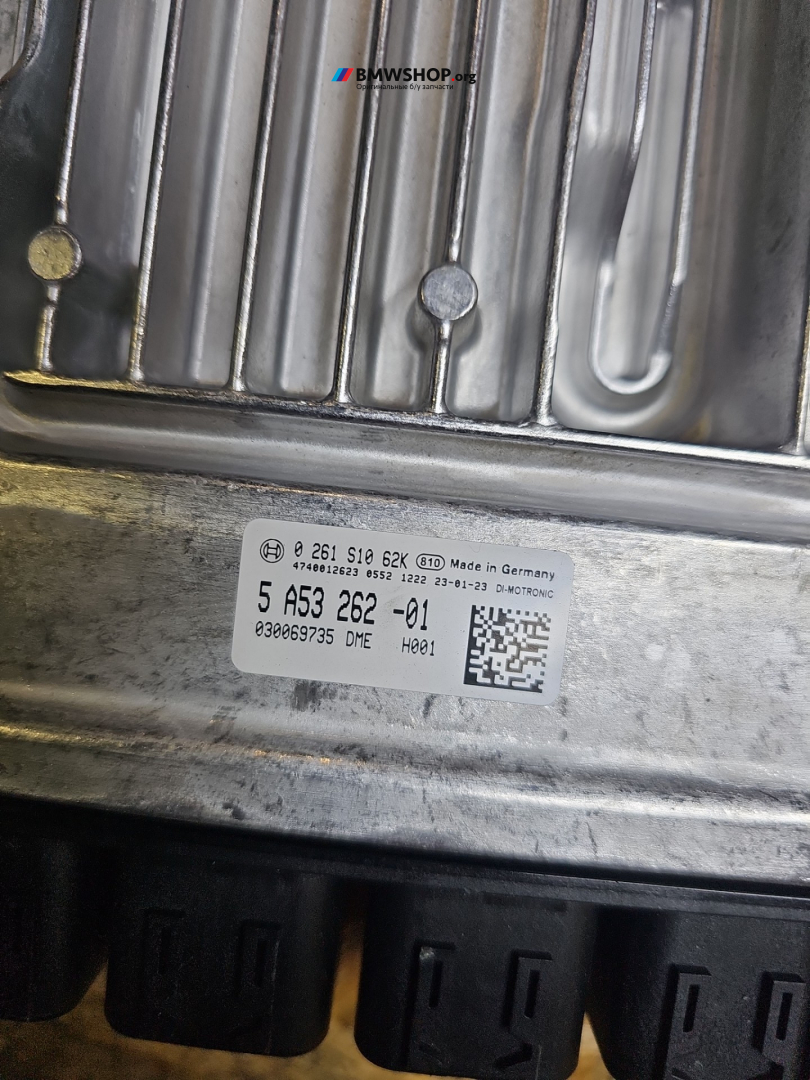 BMWSHOP.org
Оригинальные б/у запчасти
0 261 S10 62K 810 Made in Germany
4740012623 0552 1222 23-01-23 DI-MOTRONIC
5 A53 262 -01
030069735 DME H001